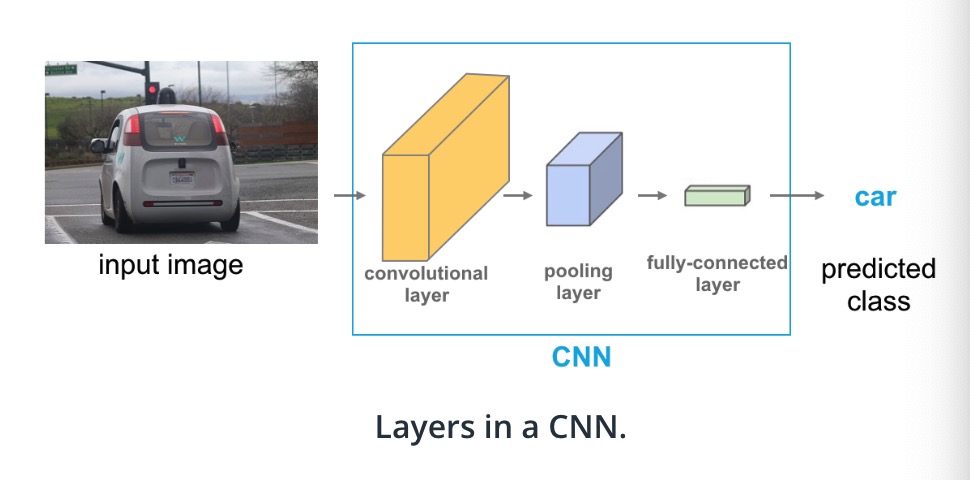 input image
convolutional
layer
pooling
layer
fully-connected
layer
car
predicted
class
CNN
Layers in a CNN.